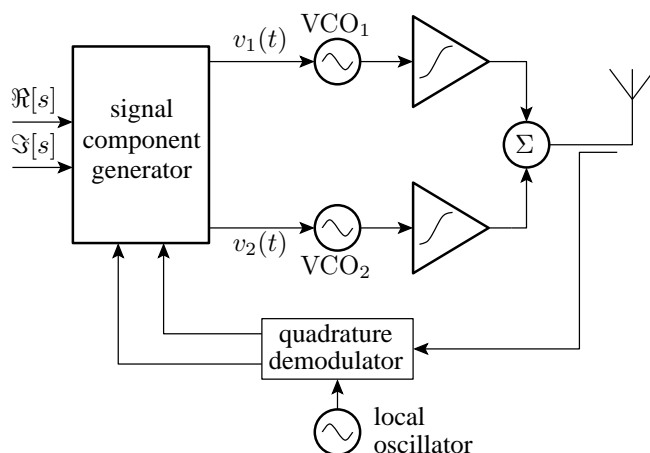 VCO₁
v₁(t)
ℜ[s]
ℑ[s]
signal
component
generator
Σ
v₂(t)
VCO₂
quadrature
demodulator
local
oscillator